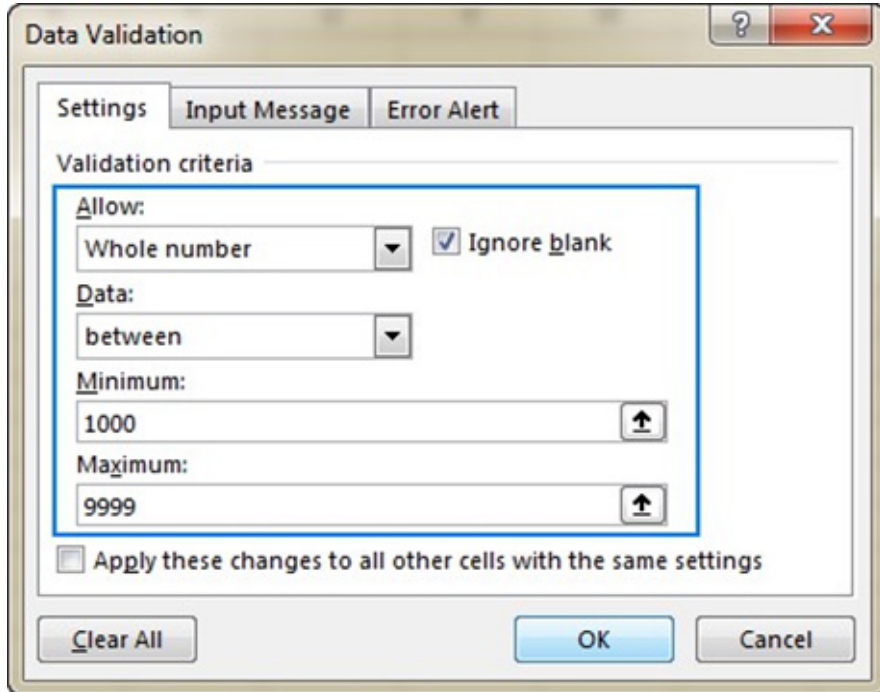 Data Validation
?
Settings Input Message Error Alert
Validation criteria
Allow:
Whole number Ignore blank
Data:
between
Minimum:
1000
Maximum:
9999
Apply these changes to all other cells with the same settings
Clear All OK Cancel